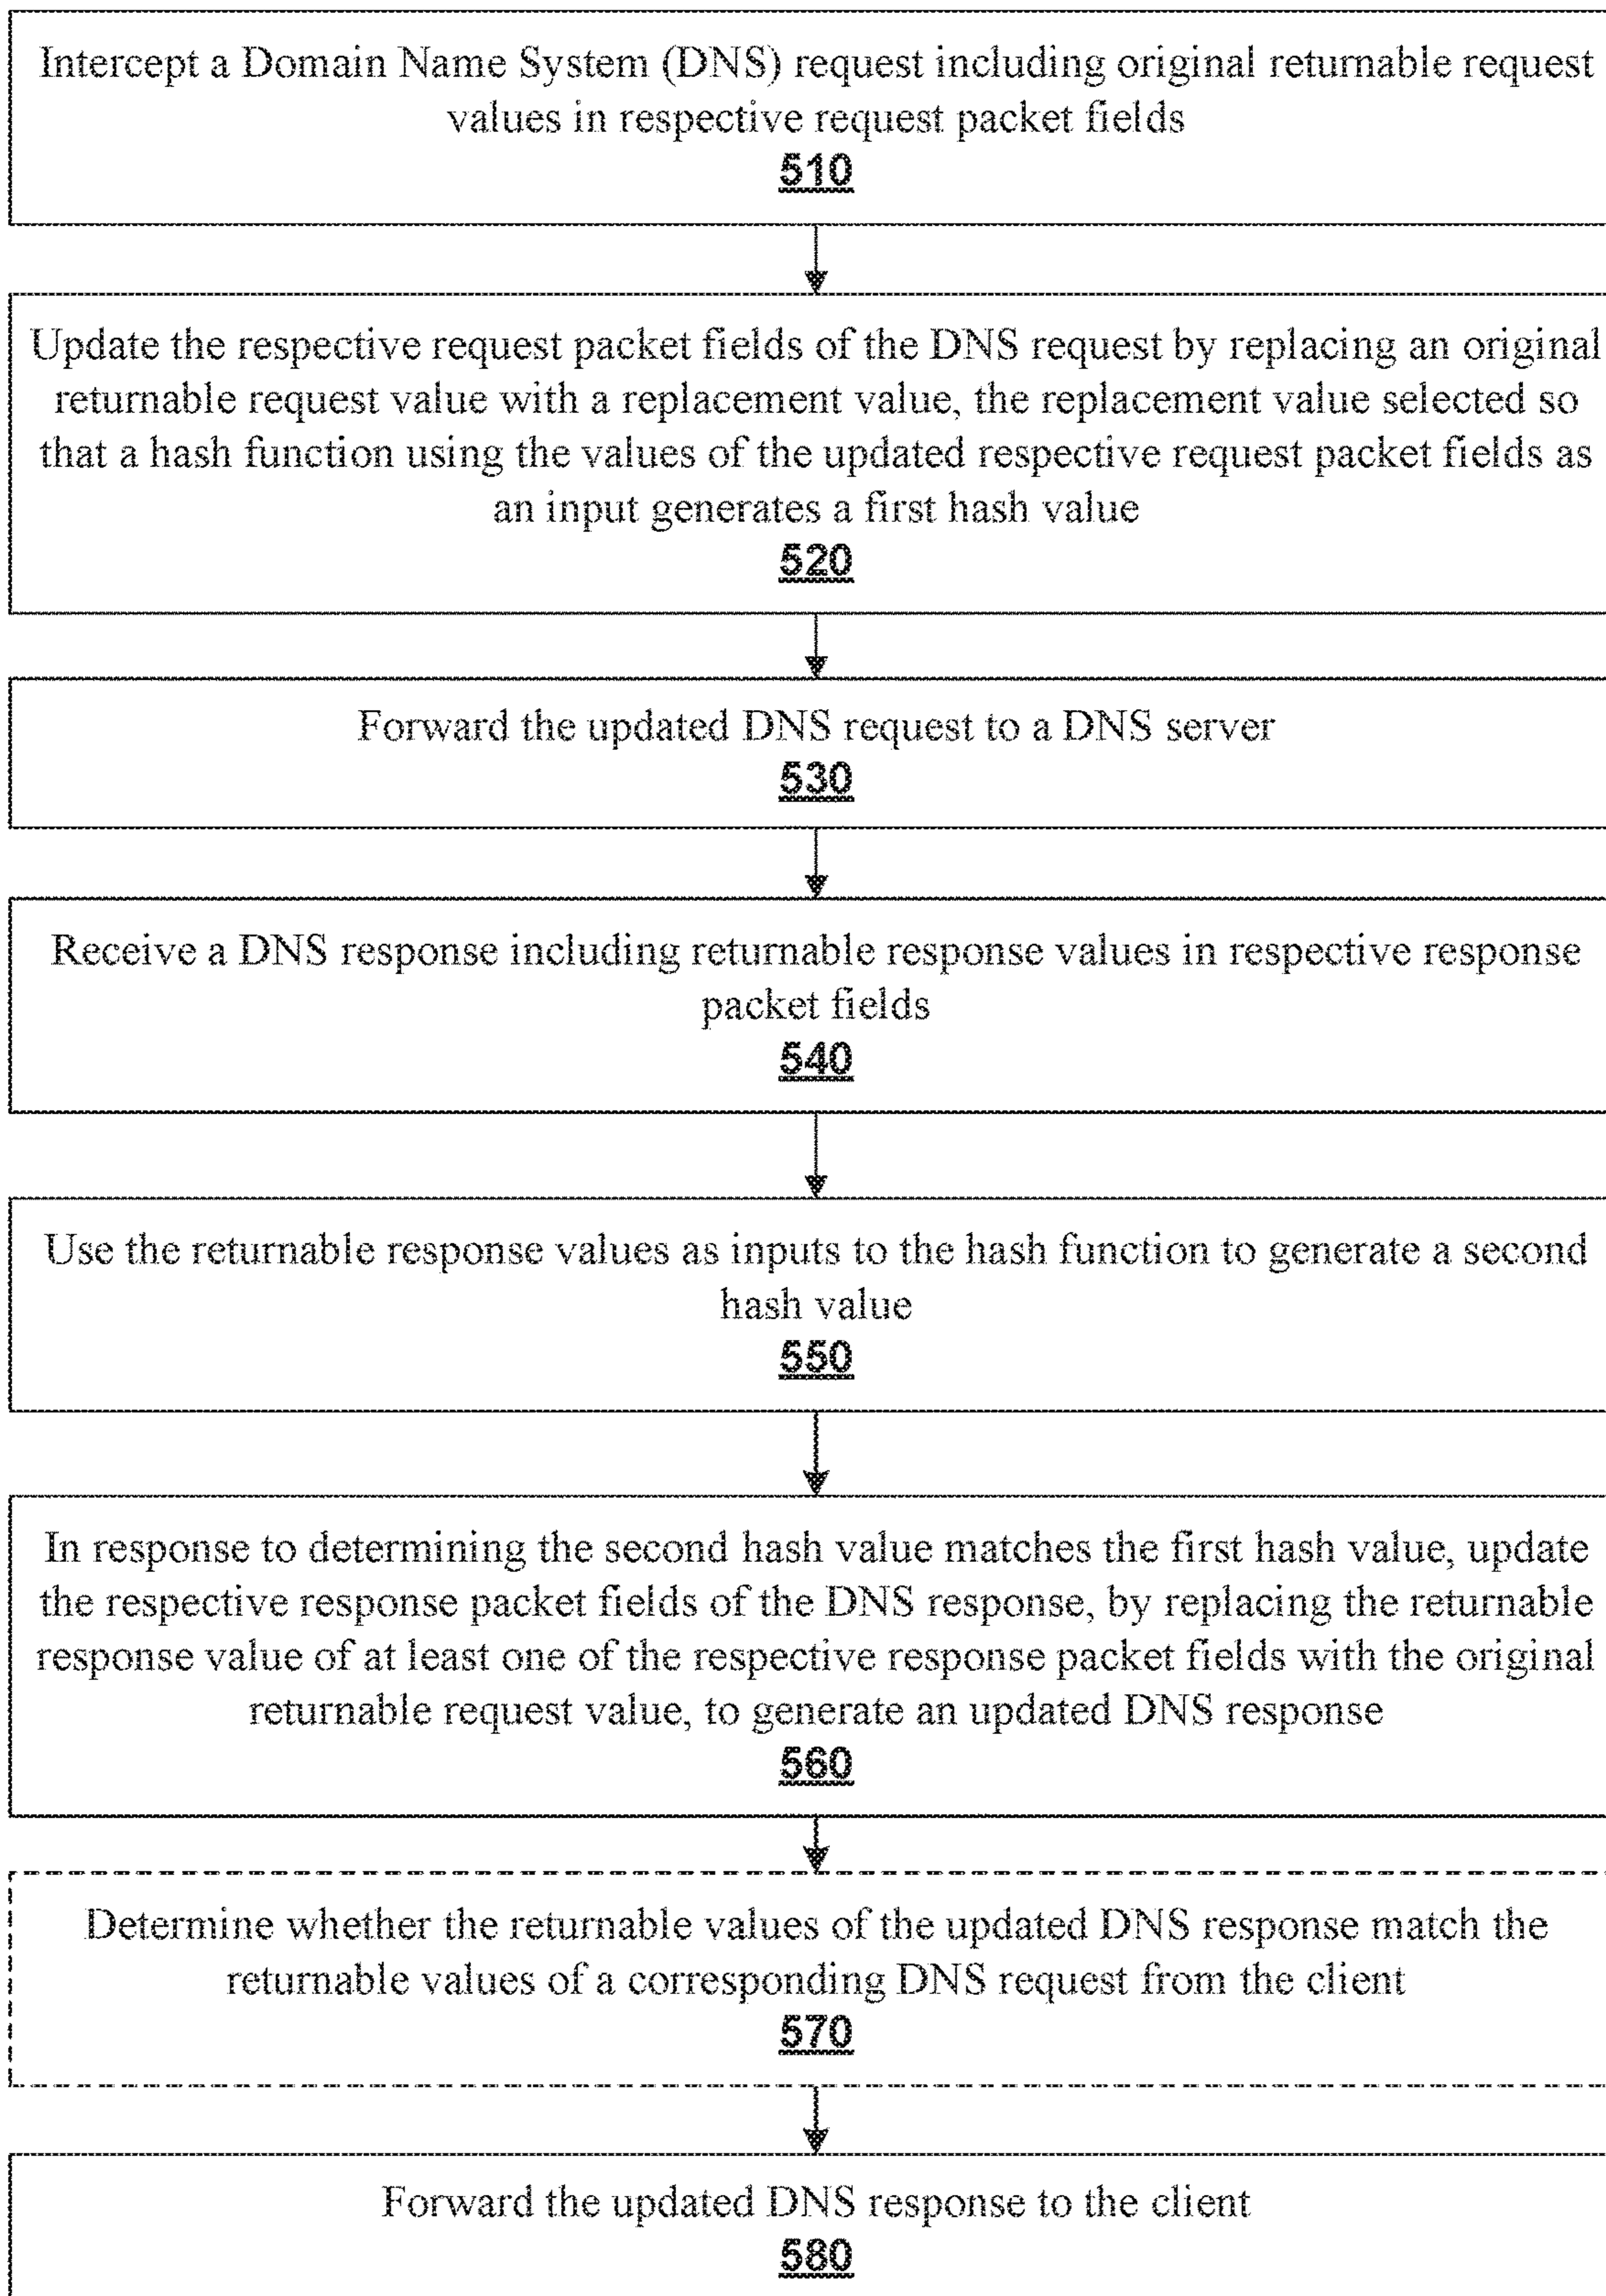 Intercept a Domain Name System (DNS) request including original returnable request
values in respective request packet fields
510
Update the respective request packet fields of the DNS request by replacing an original
returnable request value with a replacement value, the replacement value selected so
that a hash function using the values of the updated respective request packet fields as
an input generates a first hash value
520
Forward the updated DNS request to a DNS server
530
Receive a DNS response including returnable response values in respective response
packet fields
540
Use the returnable response values as inputs to the hash function to generate a second
hash value
550
In response to determining the second hash value matches the first hash value, update
the respective response packet fields of the DNS response, by replacing the returnable
response value of at least one of the respective response packet fields with the original
returnable request value, to generate an updated DNS response
560
Determine whether the returnable values of the updated DNS response match the
returnable values of a corresponding DNS request from the client
570
Forward the updated DNS response to the client
580